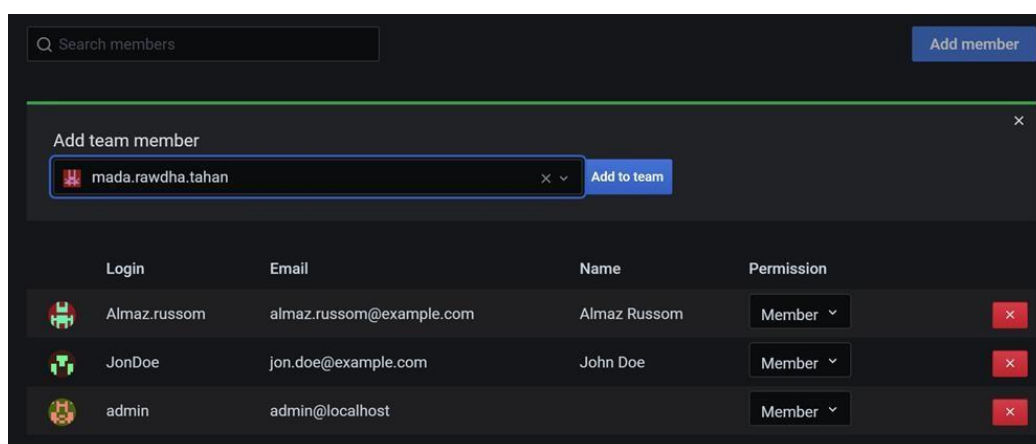 Search members
Add member
Add team member
mada.rawdha.tahan
Add to team
Login Email Name Permission
Almaz.russom almaz.russom@example.com Almaz Russom Member
JonDoe jon.doe@example.com John Doe Member
admin admin@localhost Member